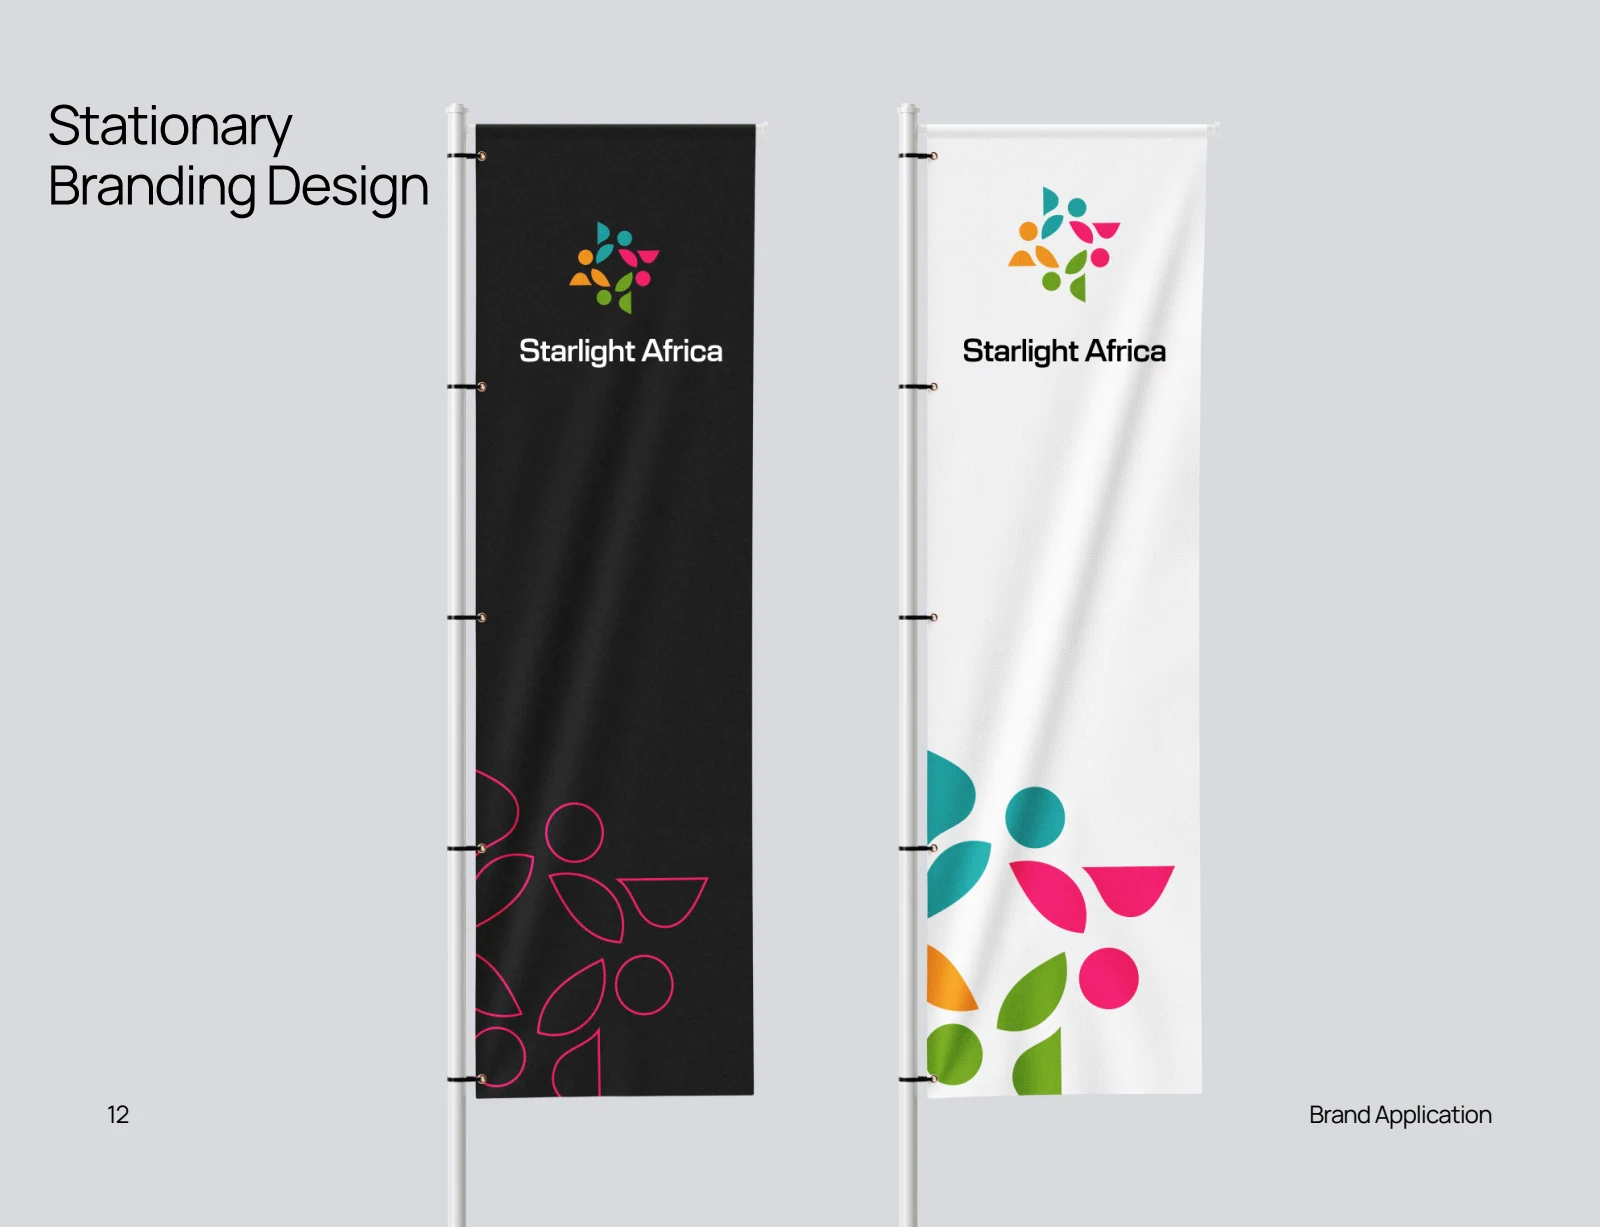 Stationary
Branding Design
Starlight Africa
Starlight Africa
12
Brand Application